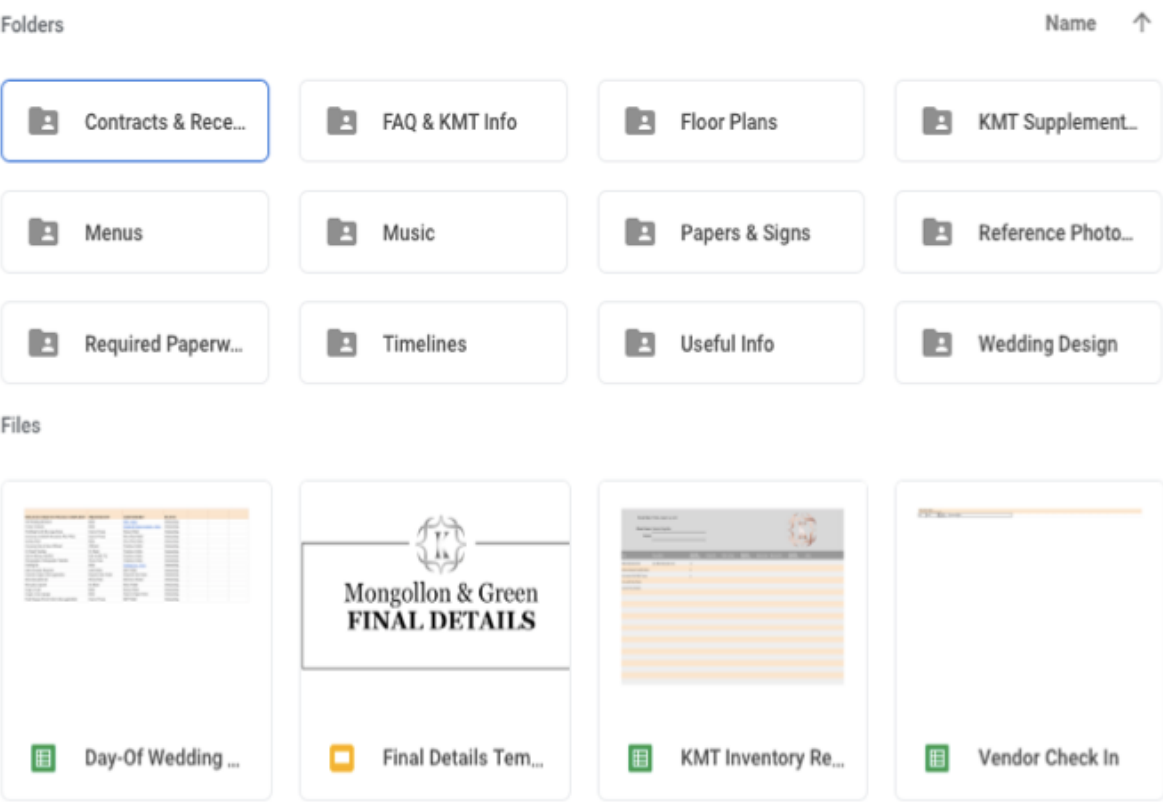 Folders
Name
Contracts & Rece...
FAQ & KMT Info
Floor Plans
KMT Supplement...
Menus
Music
Papers & Signs
Reference Photo...
Required Paperw...
Timelines
Useful Info
Wedding Design
Files
K
Mongollon & Green
FINAL DETAILS
Day-Of Wedding ...
Final Details Tem...
KMT Inventory Re...
Vendor Check In